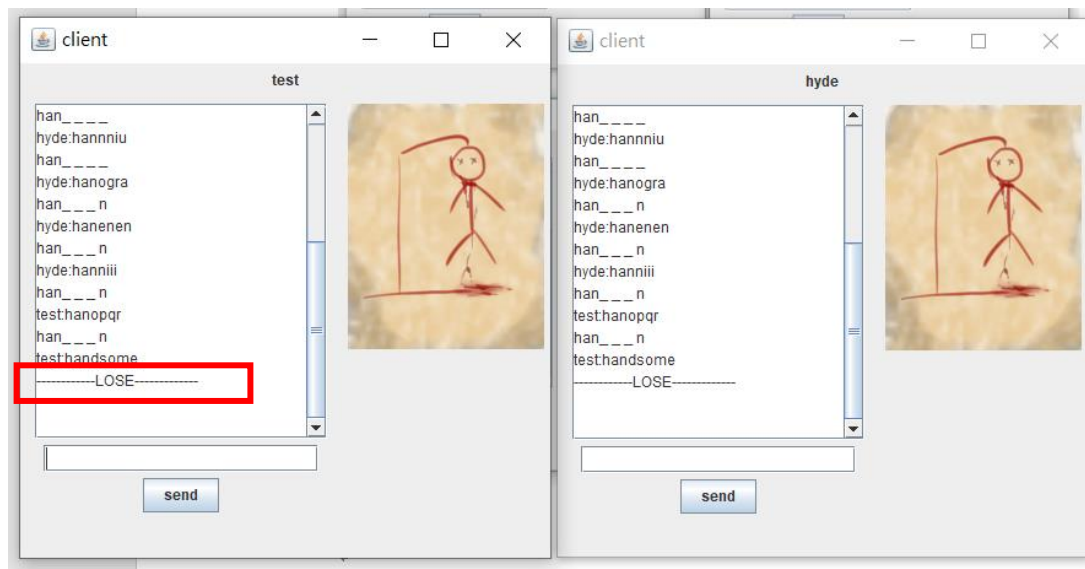 client
test
han_ _ _ _
hyde:hannniu
han_ _ _ _
hyde:hanogra
han_ _ _ n
hyde:hanenen
han_ _ _ n
hyde:hanniii
han_ _ _ n
test:hanopqr
han_ _ _ n
test:handsome
------------LOSE-------------
send
client
hyde
han_ _ _ _
hyde:hannniu
han_ _ _ _
hyde:hanogra
han_ _ _ n
hyde:hanenen
han_ _ _ n
hyde:hanniii
han_ _ _ n
test:hanopqr
han_ _ _ n
test:handsome
------------LOSE-------------
send